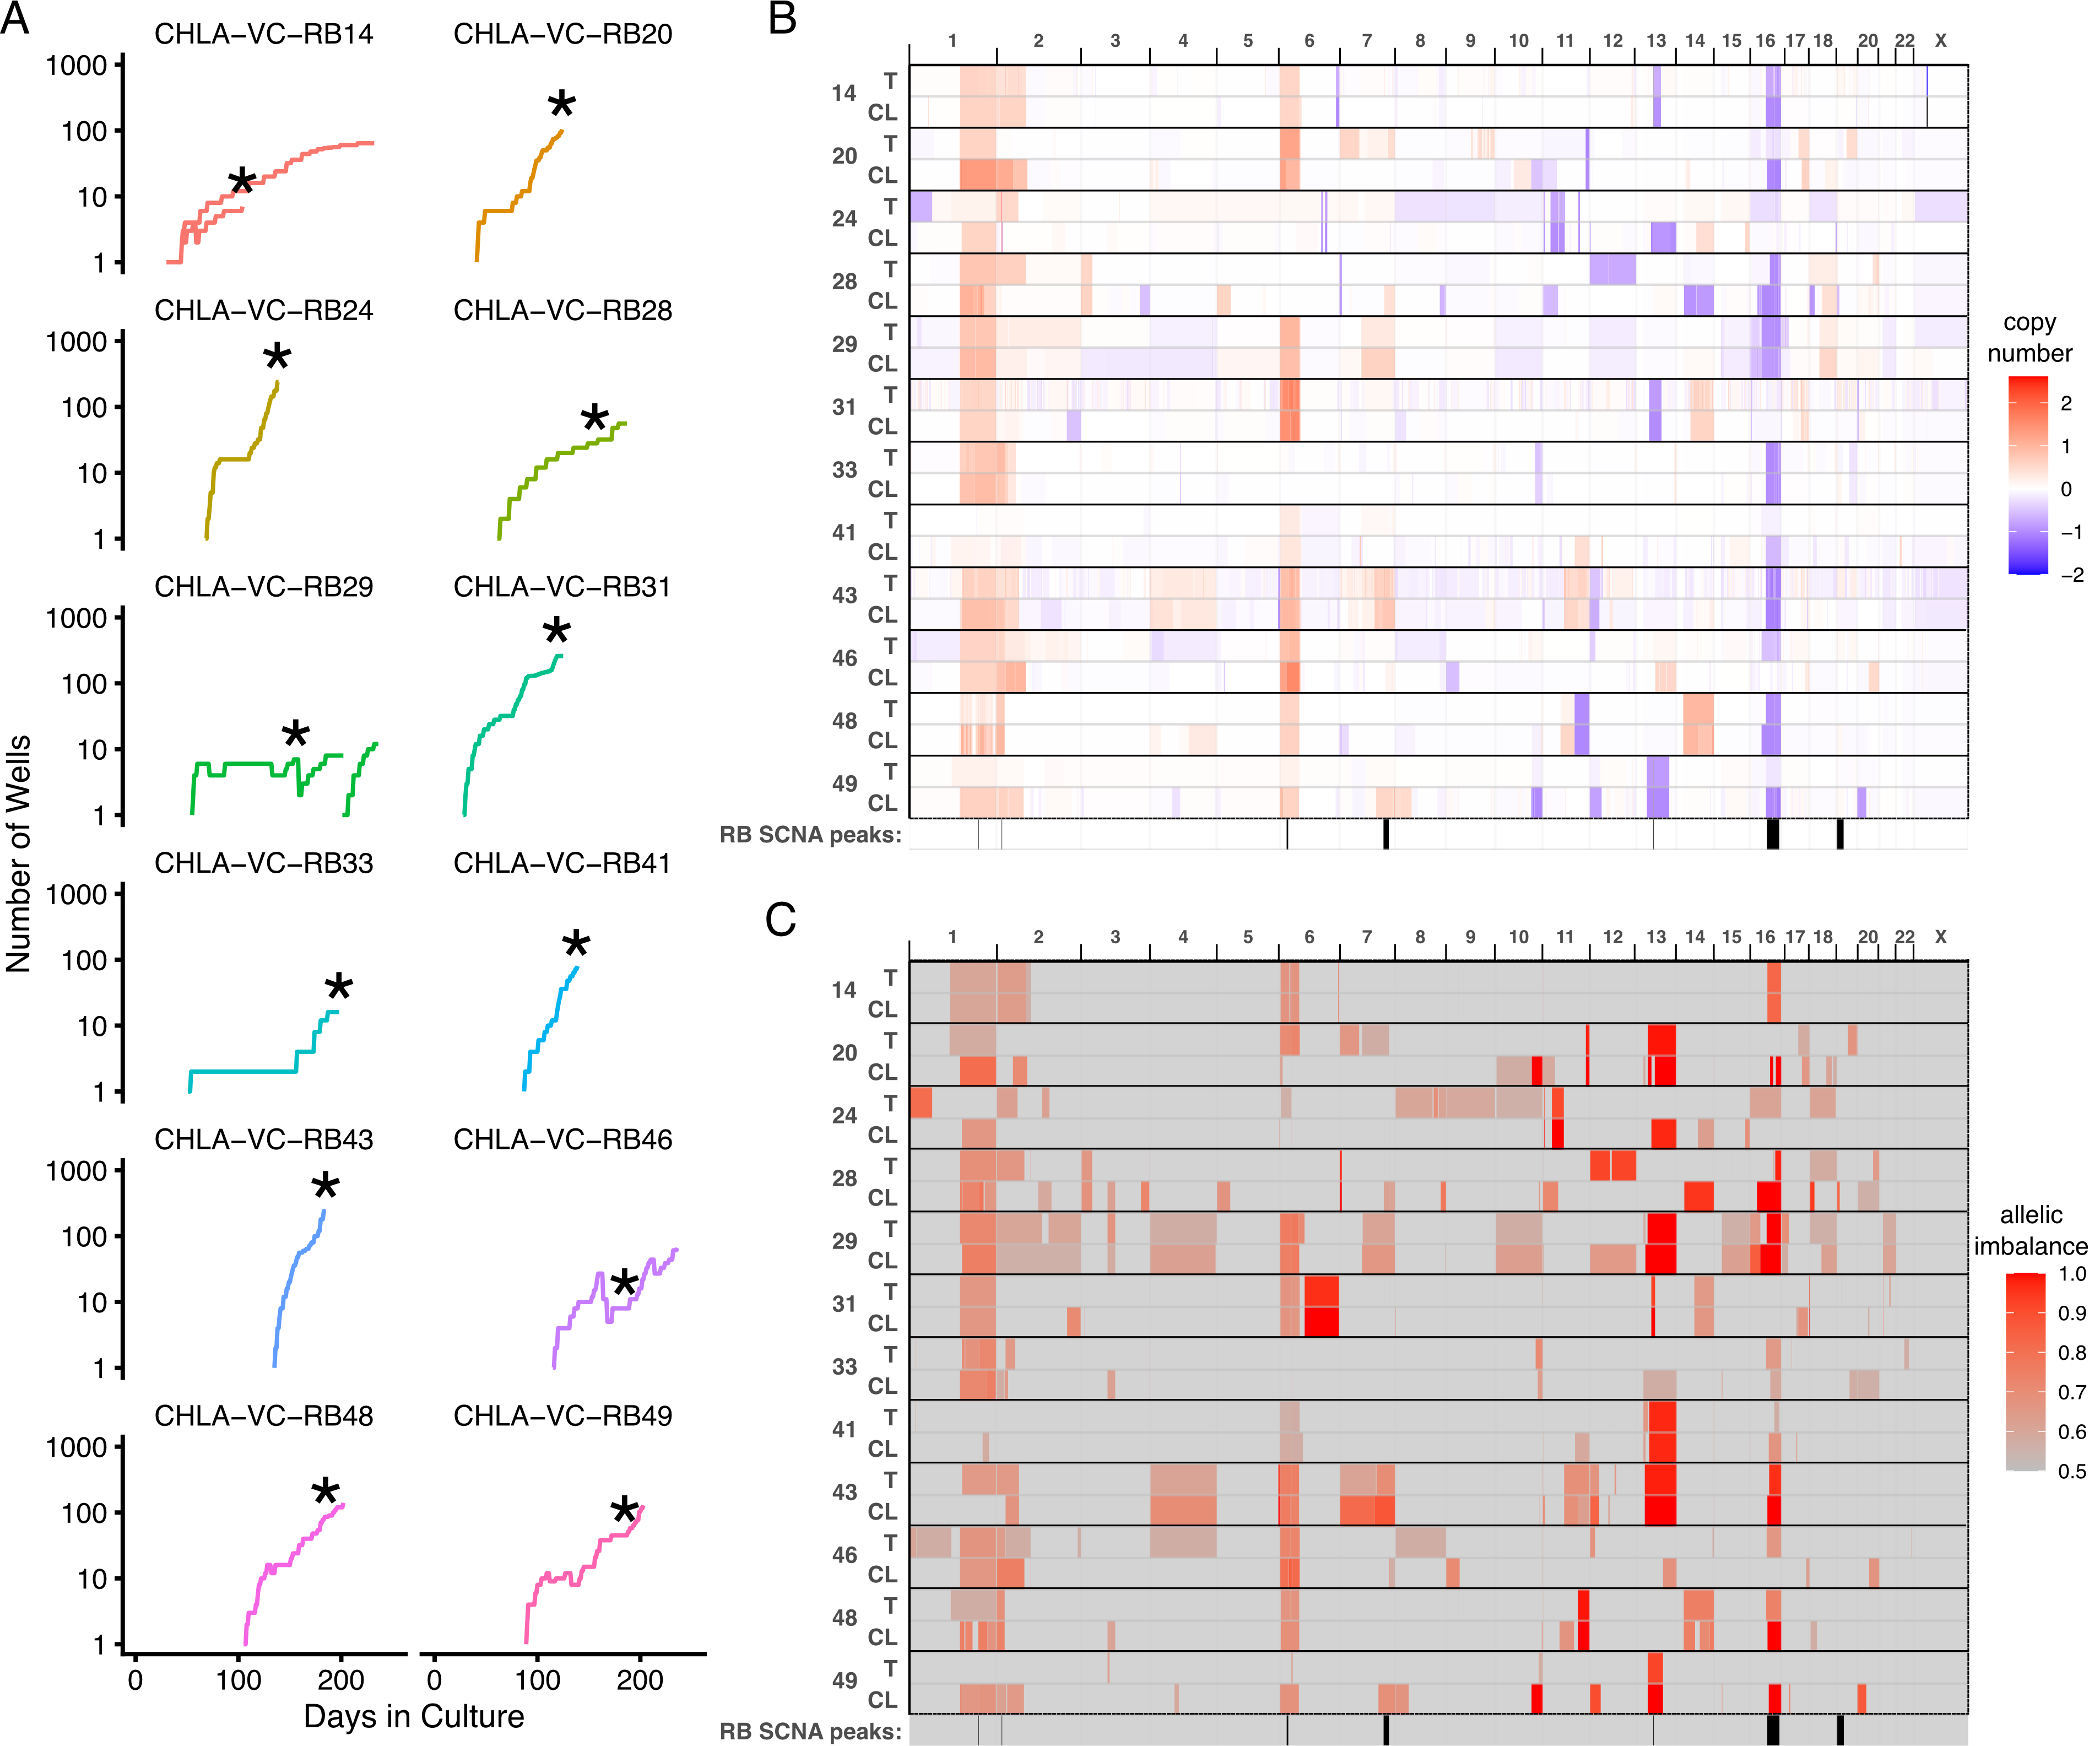 A
CHLA−VC−RB14
CHLA−VC−RB20
1000
100
10
1
*
*
CHLA−VC−RB24
CHLA−VC−RB28
1000
100
10
1
*
*
CHLA−VC−RB29
CHLA−VC−RB31
1000
100
10
1
*
*
CHLA−VC−RB33
CHLA−VC−RB41
1000
100
10
1
*
*
CHLA−VC−RB43
CHLA−VC−RB46
1000
100
10
1
*
*
CHLA−VC−RB48
CHLA−VC−RB49
1000
100
10
1
*
*
0 100 200 0 100 200
Days in Culture
Number of Wells
B
1 2 3 4 5 6 7 8 9 10 11 12 13 14 15 16 17 18 20 22 X
14 T
CL
20 T
CL
24 T
CL
28 T
CL
29 T
CL
31 T
CL
33 T
CL
41 T
CL
43 T
CL
46 T
CL
48 T
CL
49 T
CL
RB SCNA peaks:
copy
number
2
1
0
−1
−2
C
1 2 3 4 5 6 7 8 9 10 11 12 13 14 15 16 17 18 20 22 X
14 T
CL
20 T
CL
24 T
CL
28 T
CL
29 T
CL
31 T
CL
33 T
CL
41 T
CL
43 T
CL
46 T
CL
48 T
CL
49 T
CL
RB SCNA peaks:
allelic
imbalance
1.0
0.9
0.8
0.7
0.6
0.5